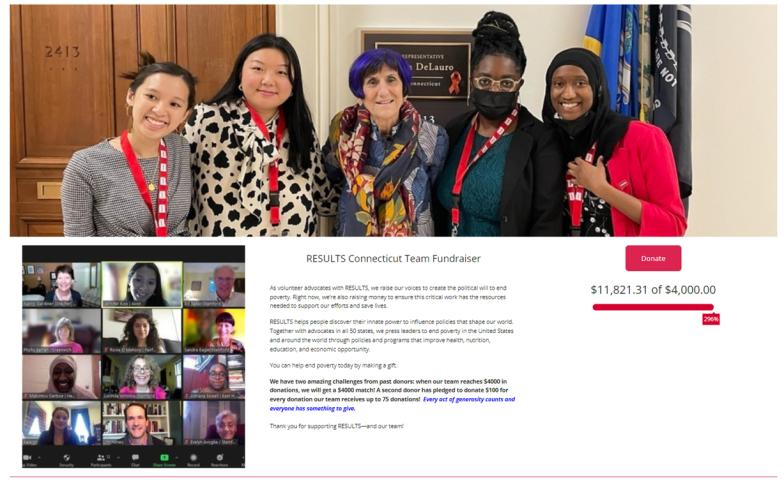 2413
REPRESENTATIVE
DeLauro
Connecticut
RESULTS Connecticut Team Fundraiser
Donate
As volunteer advocates with RESULTS, we raise our voices to create the political will to end
poverty. Right now, we're also raising money to ensure this critical work has the resources
needed to support our efforts and save lives.
$11,821.31 of $4,000.00
296%
RESULTS helps people discover their innate power to influence policies that shape our world.
Together with advocates in all 50 states, we press leaders to end poverty in the United States
and around the world through policies and programs that improve health, nutrition,
education, and economic opportunity.
You can help end poverty today by making a gift.
We have two amazing challenges from past donors: when our team reaches $4000 in
donations, we will get a $4000 match! A second donor has pledged to donate $100 for
every donation our team receives up to 75 donations! Every act of generosity counts and
everyone has something to give.
Thank you for supporting RESULTS—and our team!
Security
Participants
Chat
Share Screen
Record
Reactions